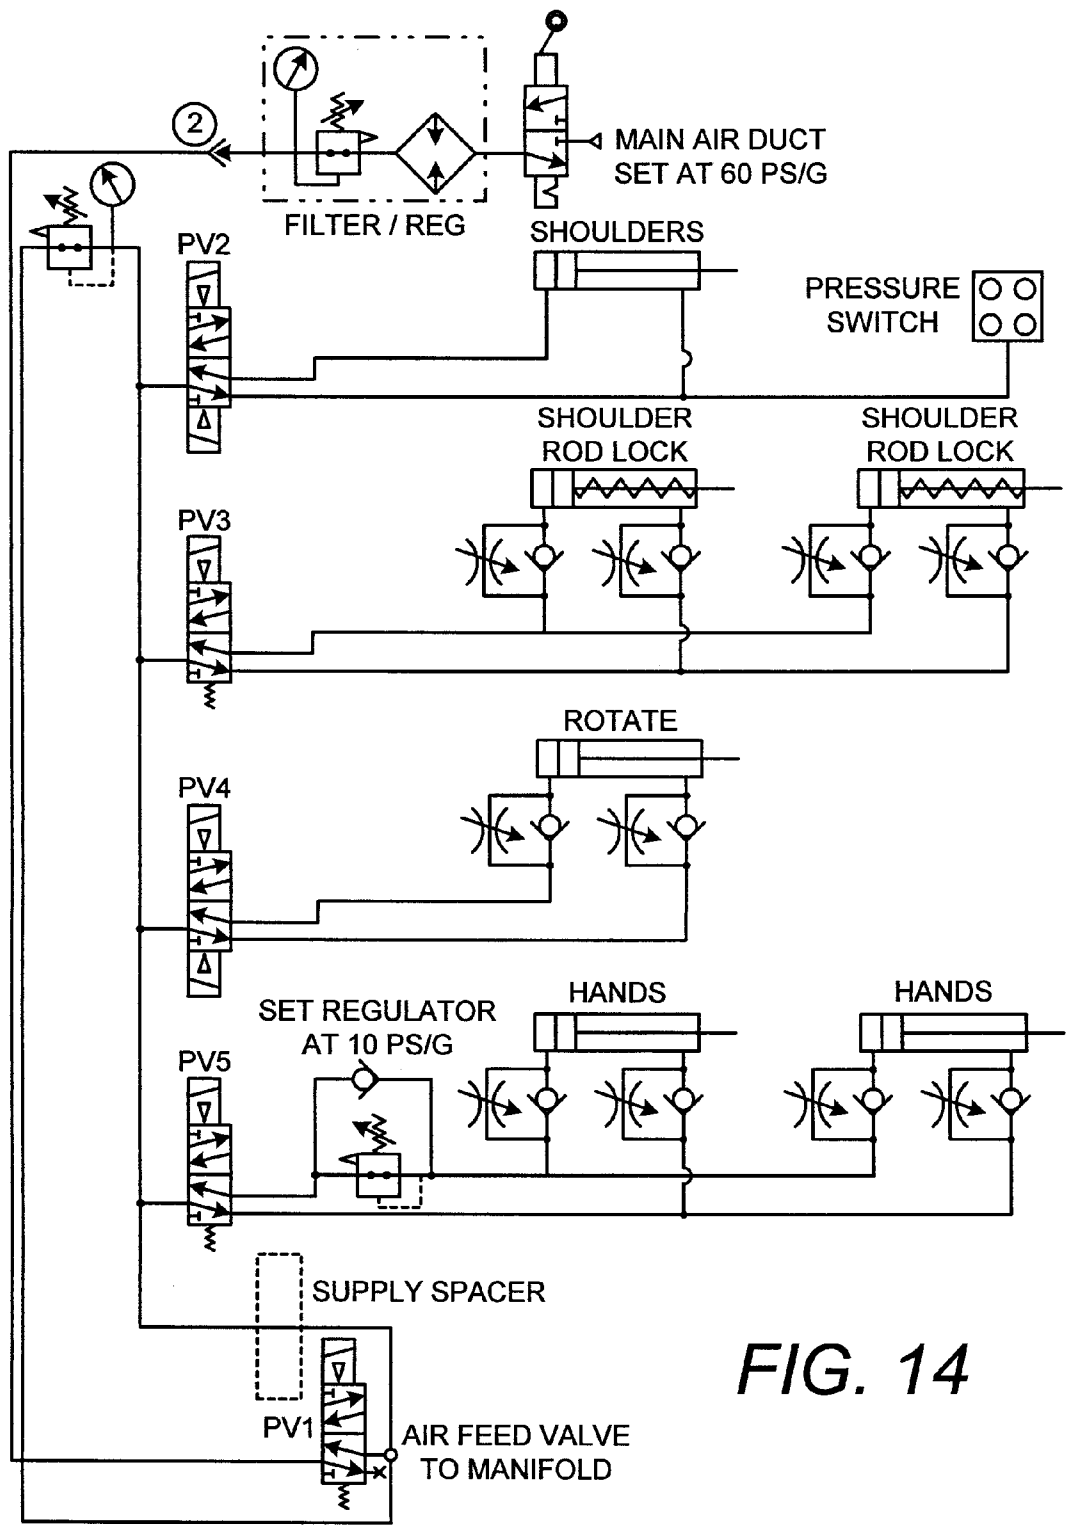 2
MAIN AIR DUCT
SET AT 60 PS/G
FILTER / REG
PV2
SHOULDERS
PRESSURE
SWITCH
SHOULDER
ROD LOCK
SHOULDER
ROD LOCK
PV3
ROTATE
PV4
SET REGULATOR
AT 10 PS/G
HANDS
HANDS
PV5
SUPPLY SPACER
PV1
AIR FEED VALVE
TO MANIFOLD
FIG. 14